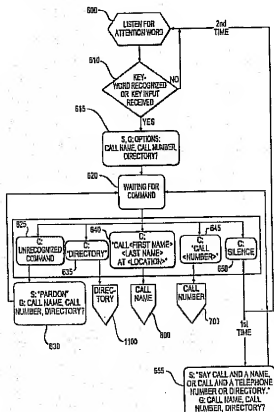 600
LISTEN FOR
ATTENTION WORD
2nd
TIME
610
KEY-
WORD RECOGNIZED
OR KEY INPUT
RECEIVED
NO
YES
615
S, G: OPTIONS:
CALL NAME, CALL NUMBER,
DIRECTORY?
620
WAITING FOR
COMMAND
625
C:
UNRECOGNIZED
COMMAND
C:
"DIRECTORY"
635
640
C:
"CALL<FIRST NAME>
<LAST NAME>
AT <LOCATION>"
645
C:
"CALL
<NUMBER>"
C:
SILENCE
650
S: "PARDON"
G: CALL NAME, CALL
NUMBER, DIRECTORY?
630
DIREC-
TORY
1100
CALL
NAME
800
CALL
NUMBER
700
1st
TIME
655
S: "SAY CALL AND A NAME,
OR CALL AND A TELEPHONE
NUMBER OR DIRECTORY."
G: CALL NAME, CALL
NUMBER, DIRECTORY?